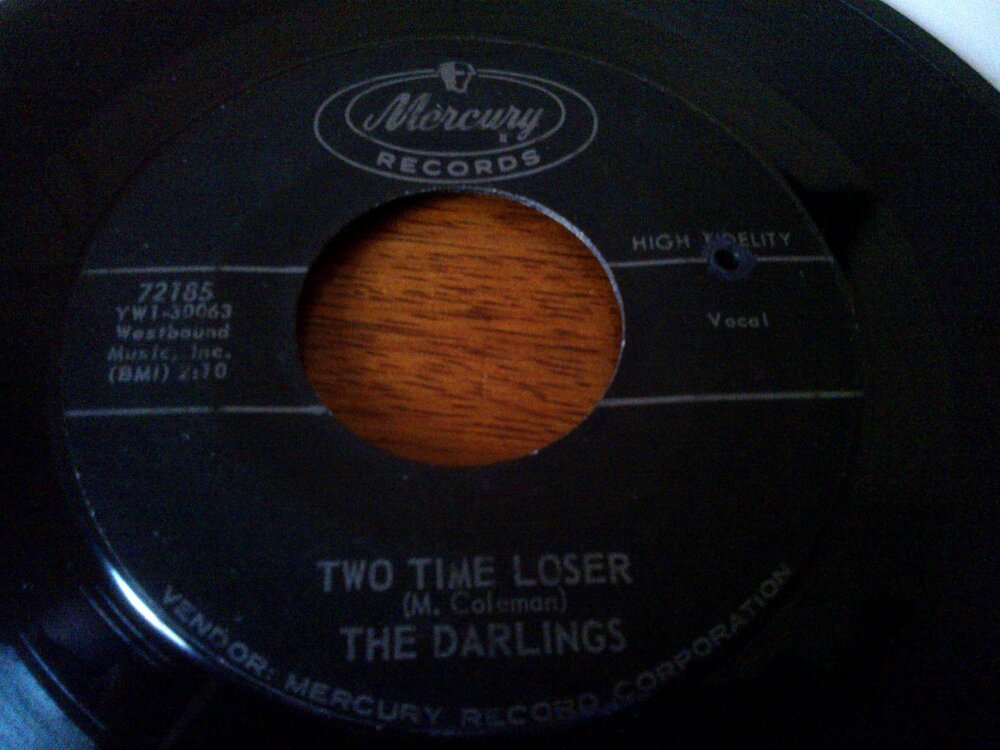 Mercury
RECORDS
HIGH FIDELITY
72185
YW1-30063
Westbound
Music, Inc.
(BMI) 2:10
Vocal
TWO TIME LOSER
(M. Coleman)
THE DARLINGS
VENDOR: MERCURY RECORD CORPORATION